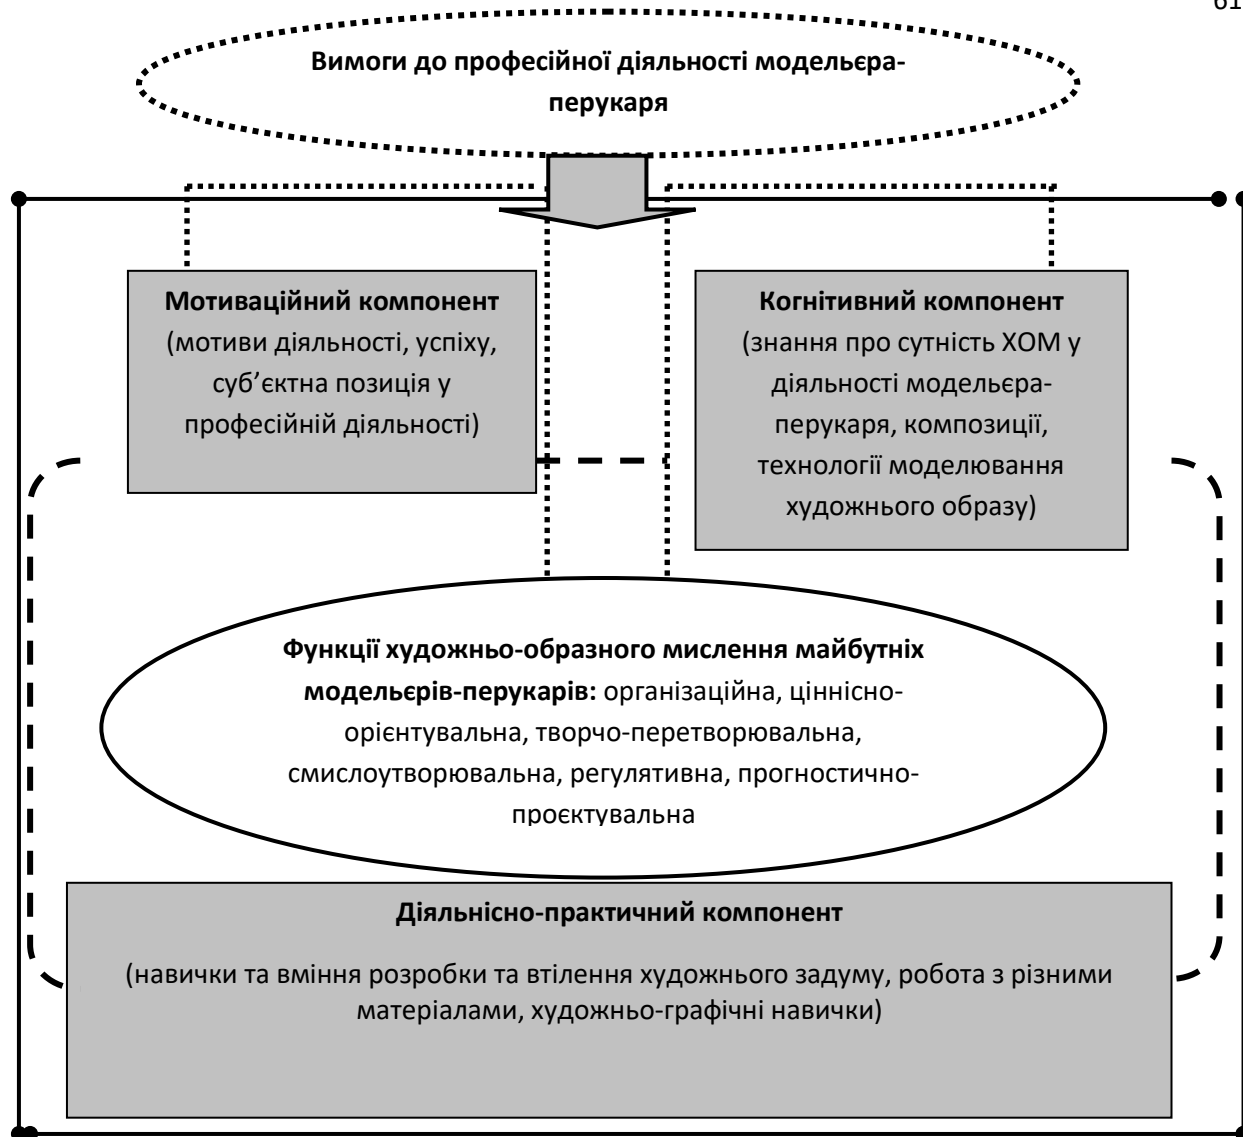 61
Вимоги до професійної діяльності модельєра-
перукаря
Мотиваційний компонент
(мотиви діяльності, успіху,
суб’єктна позиція у
професійній діяльності)
Когнітивний компонент
(знання про сутність ХОМ у
діяльності модельєра-
перукаря, композиції,
технології моделювання
художнього образу)
Функції художньо-образного мислення майбутніх
модельєрів-перукарів: організаційна, ціннісно-
орієнтувальна, творчо-перетворювальна,
смислоутворювальна, регулятивна, прогностично-
проєктувальна
Діяльнісно-практичний компонент
(навички та вміння розробки та втілення художнього задуму, робота з різними
матеріалами, художньо-графічні навички)